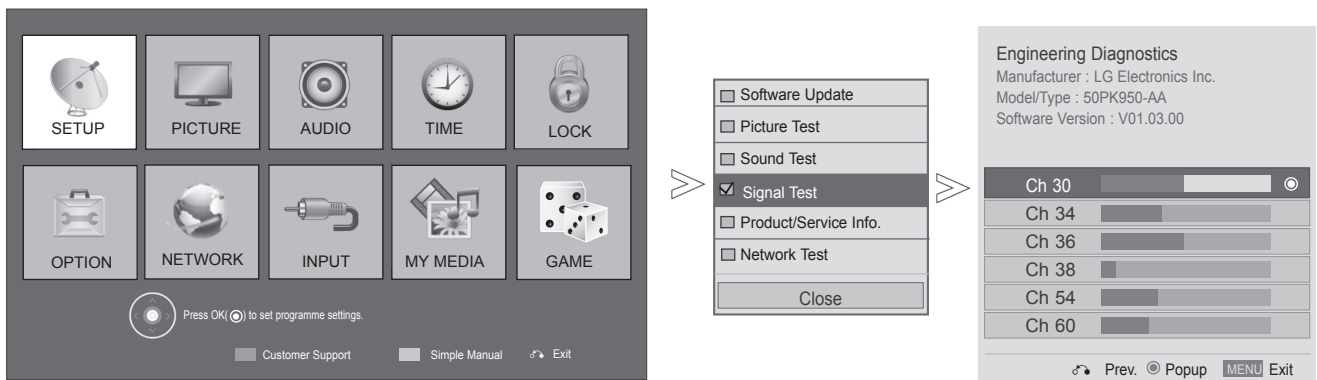 SETUP
PICTURE
AUDIO
TIME
LOCK
OPTION
NETWORK
INPUT
MY MEDIA
GAME
Press OK(◉) to set programme settings.
Customer Support
Simple Manual
Exit
Software Update
Picture Test
Sound Test
Signal Test
Product/Service Info.
Network Test
Close
Engineering Diagnostics
Manufacturer : LG Electronics Inc.
Model/Type : 50PK950-AA
Software Version : V01.03.00
Ch 30
Ch 34
Ch 36
Ch 38
Ch 54
Ch 60
Prev. ◉ Popup MENU Exit